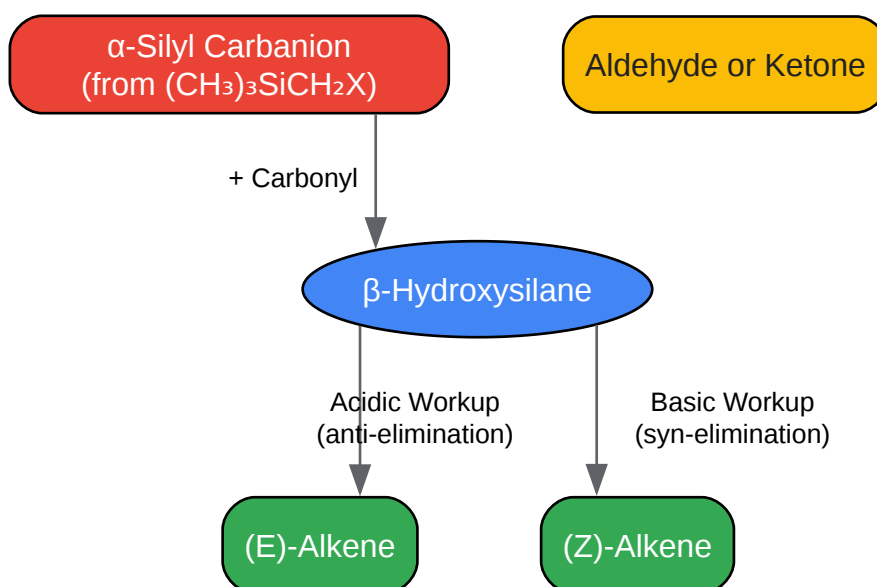 α-Silyl Carbanion
(from (CH₃)₃SiCH₂X)
Aldehyde or Ketone
+ Carbonyl
β-Hydroxysilane
Acidic Workup
(anti-elimination)
Basic Workup
(syn-elimination)
(E)-Alkene
(Z)-Alkene